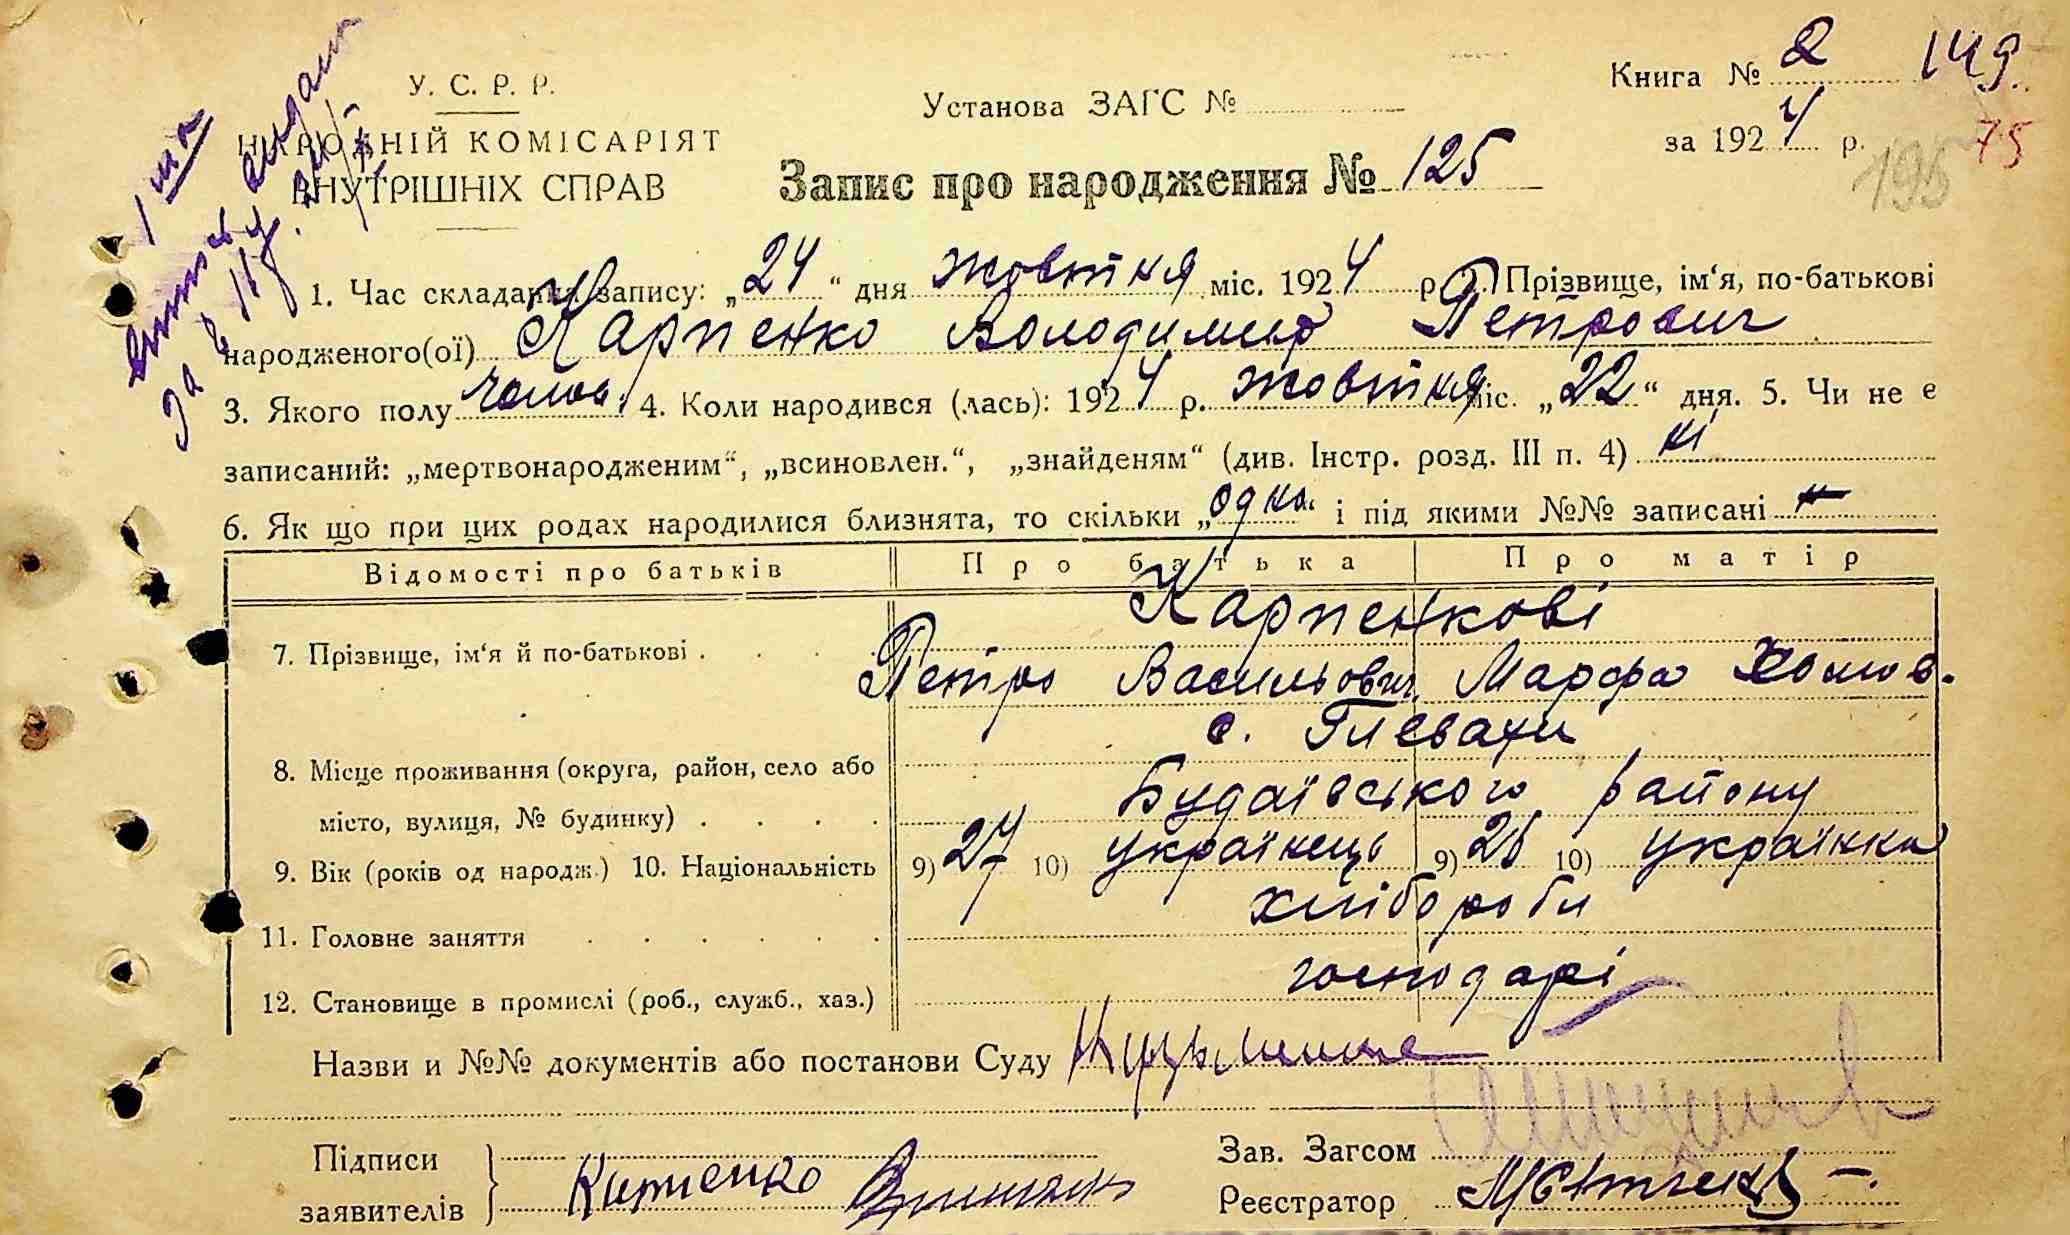 У. С. Р. Р.
НАРОДНІЙ КОМІСАРІЯТ
ВНУТРІШНІХ СПРАВ
Установа ЗАГС №
Книга № 2 149.
за 1924 р. 195 75
Запис про народження № 125
1. Час складання запису: „24“ дня жовтня міс. 1924 р. 2. Прізвище, ім‘я, по-батькові
народженого(ої) Карпенко Володимир Петрович
3. Якого полу чолов. 4. Коли народився (лась): 1924 р. жовтня міс. „22“ дня. 5. Чи не є
записаний: „мертвонародженим“, „всиновлен.“, „знайденям“ (див. Інстр. розд. III п. 4) ні
6. Як що при цих родах народилися близнята, то скільки „одна“ і під якими №№ записані
Відомості про батьків Про батька Про матір
Карпенкові
7. Прізвище, ім‘я й по-батькові . . . Петро Васильович Марфа Хомов.
с. Глевахи
8. Місце проживання (округа, район, село або
місто, вулиця, № будинку) . . . . Будаївського району
9. Вік (років од народж.) 10. Національність 9) 27 10) українець 9) 26 10) українка
хлібороби
11. Головне заняття . . . . . .
господарі
12. Становище в промислі (роб., служб., хаз.)
Назви и №№ документів або постанови Суду
Підписи
заявителів Карпенко
Зав. Загсом
Реєстратор